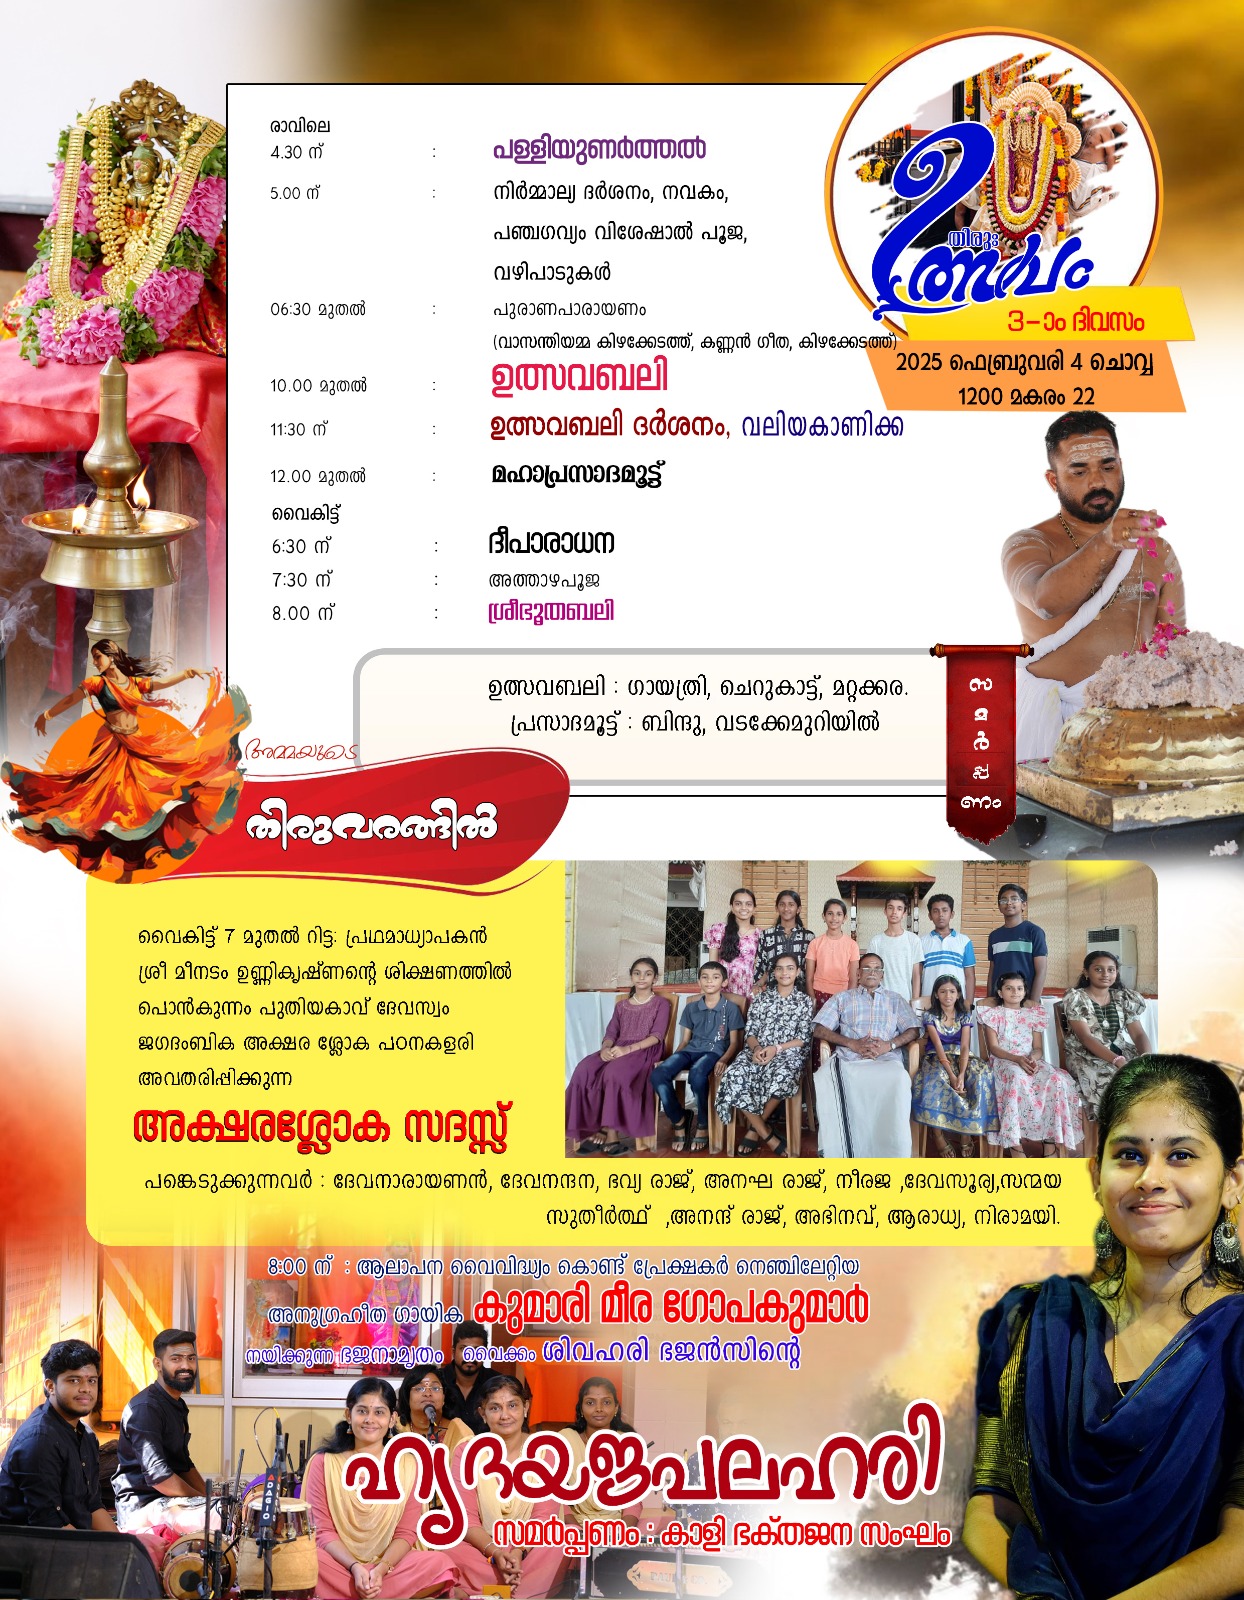 രാവിലെ
4.30 ന് : പള്ളിയുണർത്തൽ
5.00 ന് : നിർമ്മാല്യ ദർശനം, നവകം,
പഞ്ചഗവ്യം വിശേഷാൽ പൂജ,
വഴിപാടുകൾ
06:30 മുതൽ : പുരാണപാരായണം
(വാസന്തിയമ്മ കിഴക്കേടത്ത്, കണ്ണൻ ഗീത, കിഴക്കേടത്ത്)
10.00 മുതൽ : ഉത്സവബലി
11:30 ന് : ഉത്സവബലി ദർശനം, വലിയകാണിക്ക
12.00 മുതൽ : മഹാപ്രസാദമൂട്ട്
വൈകിട്ട്
6:30 ന് : ദീപാരാധന
7:30 ന് : അത്താഴപൂജ
8.00 ന് : ശ്രീഭൂതബലി
തിരുഃ
ഉത്സവം
3-ാം ദിവസം
2025 ഫെബ്രുവരി 4 ചൊവ്വ
1200 മകരം 22
ഉത്സവബലി : ഗായത്രി, ചെറുകാട്ട്, മറ്റക്കര.
പ്രസാദമൂട്ട് : ബിന്ദു, വടക്കേമുറിയിൽ
സമർപ്പണം
അമ്മയുടെ
തിരുവരങ്ങിൽ
വൈകിട്ട് 7 മുതൽ റിട്ട: പ്രഥമാധ്യാപകൻ
ശ്രീ മീനടം ഉണ്ണികൃഷ്ണന്റെ ശിക്ഷണത്തിൽ
പൊൻകുന്നം പുതിയകാവ് ദേവസ്വം
ജഗദംബിക അക്ഷര ശ്ലോക പഠനകളരി
അവതരിപ്പിക്കുന്ന
അക്ഷരശ്ലോക സദസ്സ്
പങ്കെടുക്കുന്നവർ : ദേവനാരായണൻ, ദേവനന്ദന, ഭവ്യ രാജ്, അനഘ രാജ്, നീരജ ,ദേവസൂര്യ,സന്മയ
സുതീർത്ഥ് ,അനന്ദ് രാജ്, അഭിനവ്, ആരാധ്യ, നിരാമയി.
8:00 ന് : ആലാപന വൈവിദ്ധ്യം കൊണ്ട് പ്രേക്ഷകർ നെഞ്ചിലേറ്റിയ
അനുഗ്രഹീത ഗായിക കുമാരി മീര ഗോപകുമാർ
നയിക്കുന്ന ഭജനാമൃതം വൈക്കം ശിവഹരി ഭജൻസിന്റെ
ഹൃദയജപലഹരി
സമർപ്പണം : കാളി ഭക്തജന സംഘം
ADAGIO